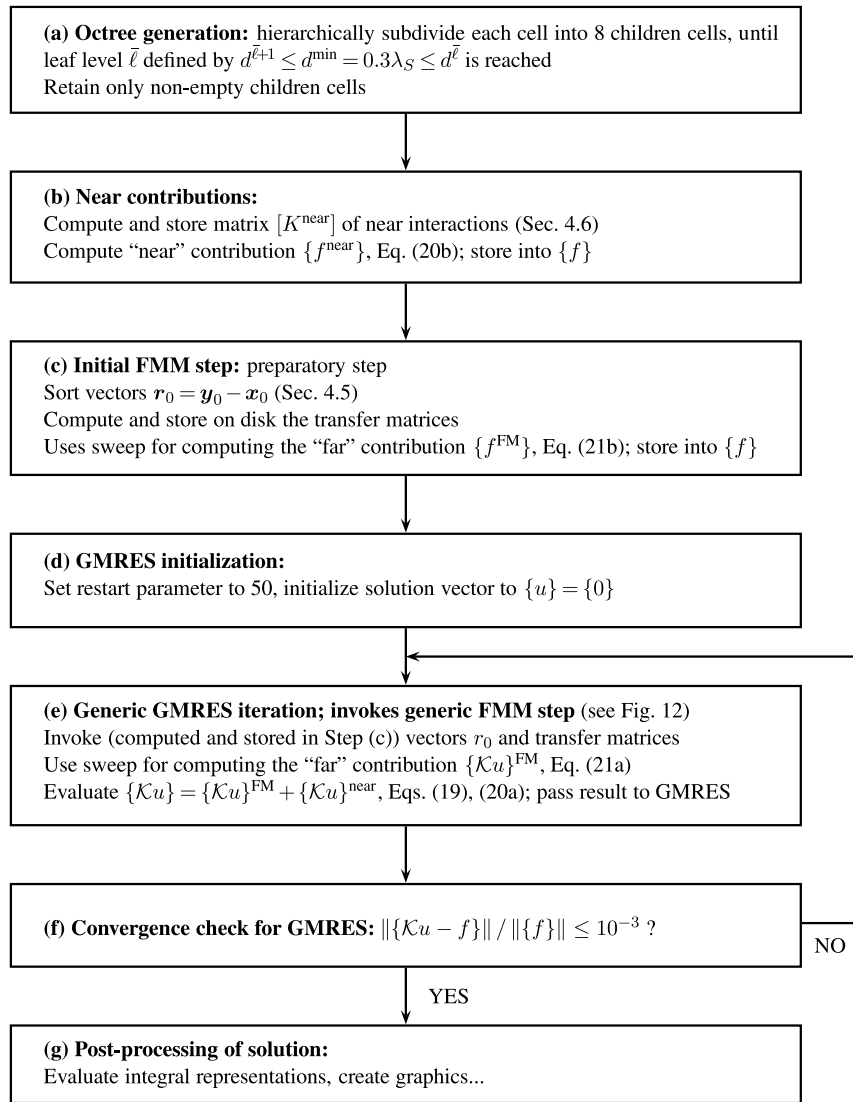 (a) Octree generation: hierarchically subdivide each cell into 8 children cells, until
leaf level ℓ̄ defined by d^{ℓ̄+1} ≤ d^{min} = 0.3λ_S ≤ d^{ℓ̄} is reached
Retain only non-empty children cells
(b) Near contributions:
Compute and store matrix [K^{near}] of near interactions (Sec. 4.6)
Compute “near” contribution {f^{near}}, Eq. (20b); store into {f}
(c) Initial FMM step: preparatory step
Sort vectors r_0 = y_0 − x_0 (Sec. 4.5)
Compute and store on disk the transfer matrices
Uses sweep for computing the “far” contribution {f^{FM}}, Eq. (21b); store into {f}
(d) GMRES initialization:
Set restart parameter to 50, initialize solution vector to {u} = {0}
(e) Generic GMRES iteration; invokes generic FMM step (see Fig. 12)
Invoke (computed and stored in Step (c)) vectors r_0 and transfer matrices
Use sweep for computing the “far” contribution {𝒦u}^{FM}, Eq. (21a)
Evaluate {𝒦u} = {𝒦u}^{FM} + {𝒦u}^{near}, Eqs. (19), (20a); pass result to GMRES
(f) Convergence check for GMRES: ‖{𝒦u − f}‖ / ‖{f}‖ ≤ 10^{−3} ?
NO
YES
(g) Post-processing of solution:
Evaluate integral representations, create graphics...